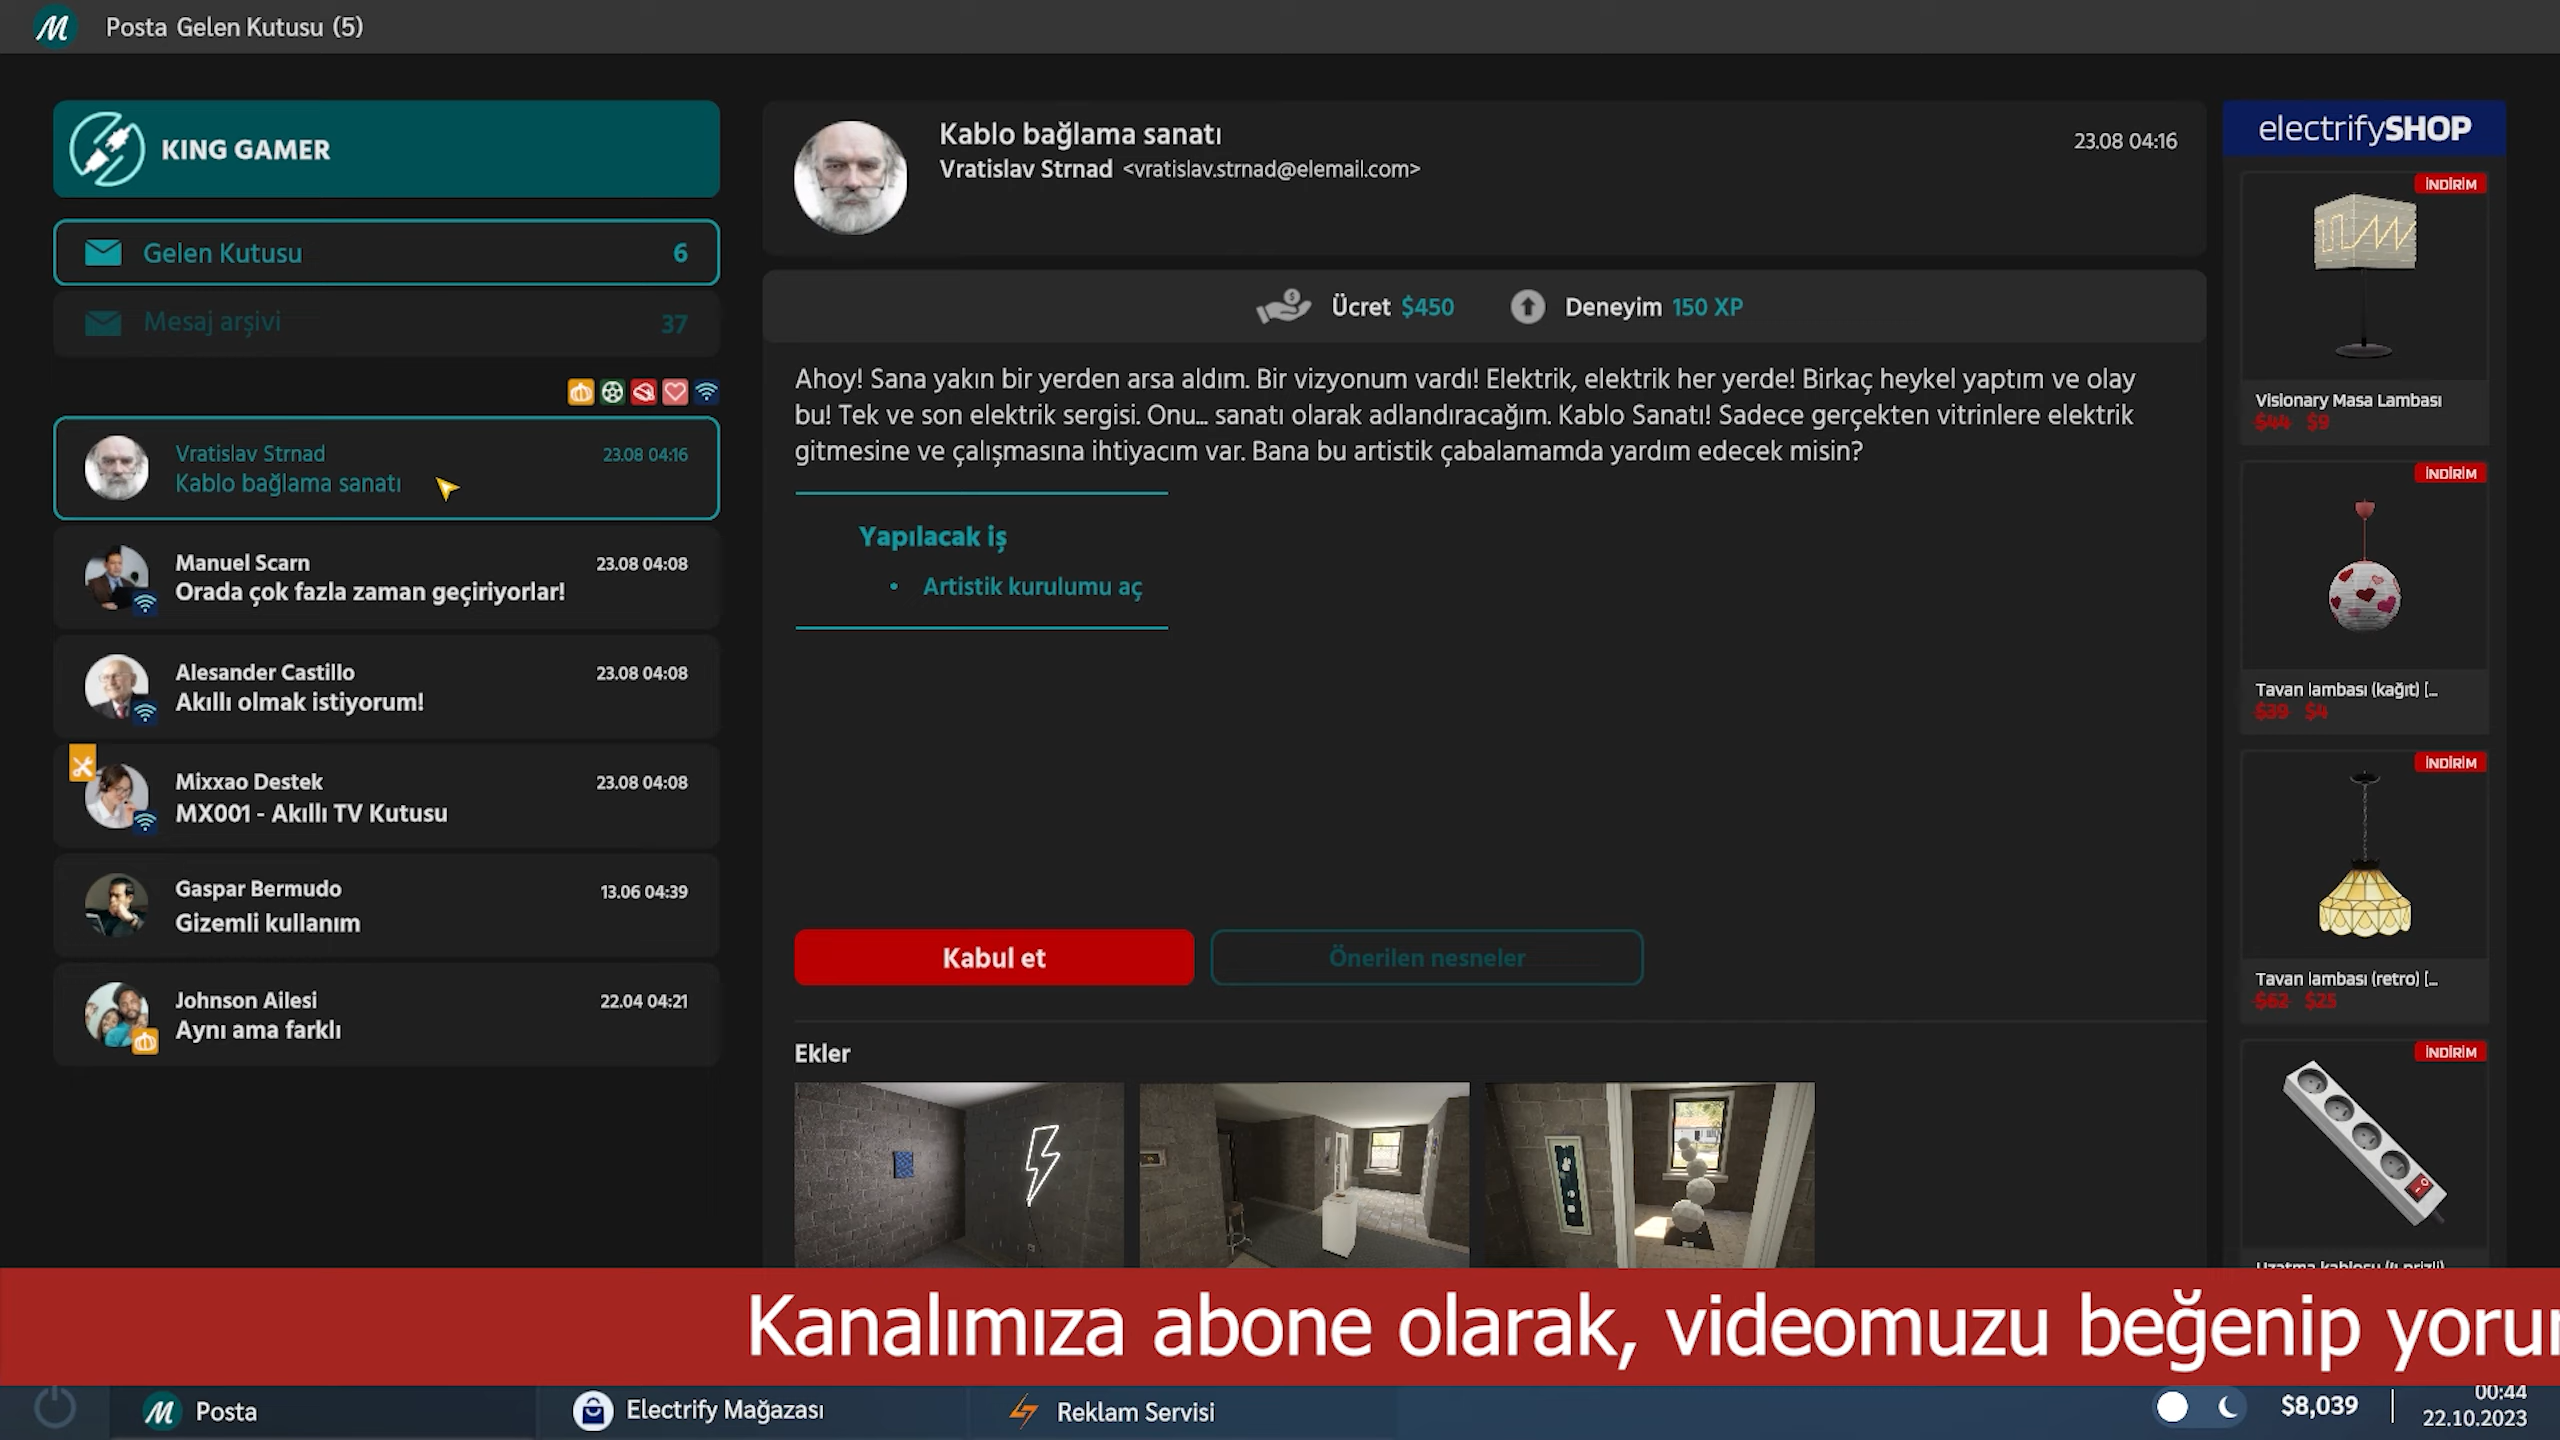 Posta Gelen Kutusu (5)
KING GAMER
Gelen Kutusu 6
Mesaj arşivi 37
Vratislav Strnad 23.08 04:16
Kablo bağlama sanatı
Manuel Scarn 23.08 04:08
Orada çok fazla zaman geçiriyorlar!
Alesander Castillo 23.08 04:08
Akıllı olmak istiyorum!
Mixxao Destek 23.08 04:08
MX001 - Akıllı TV Kutusu
Gaspar Bermudo 13.06 04:39
Gizemli kullanım
Johnson Ailesi 22.04 04:21
Aynı ama farklı
Kablo bağlama sanatı
Vratislav Strnad <vratislav.strnad@elemail.com>
23.08 04:16
Ücret $450 Deneyim 150 XP
Ahoy! Sana yakın bir yerden arsa aldım. Bir vizyonum vardı! Elektrik, elektrik her yerde! Birkaç heykel yaptım ve olay
bu! Tek ve son elektrik sergisi. Onu... sanatı olarak adlandıracağım. Kablo Sanatı! Sadece gerçekten vitrinlere elektrik
gitmesine ve çalışmasına ihtiyacım var. Bana bu artistik çabalamamda yardım edecek misin?
Yapılacak iş
• Artistik kurulumu aç
Kabul et
Önerilen nesneler
Ekler
electrifySHOP
İNDİRİM
Visionary Masa Lambası
$44 $9
İNDİRİM
Tavan lambası (kağıt) [...
$39 $4
İNDİRİM
Tavan lambası (retro) [...
$62 $25
İNDİRİM
Uzatma kablosu (4 prizli)
Kanalımıza abone olarak, videomuzu beğenip yorum
M Posta
Electrify Mağazası
Reklam Servisi
$8,039
00:44
22.10.2023